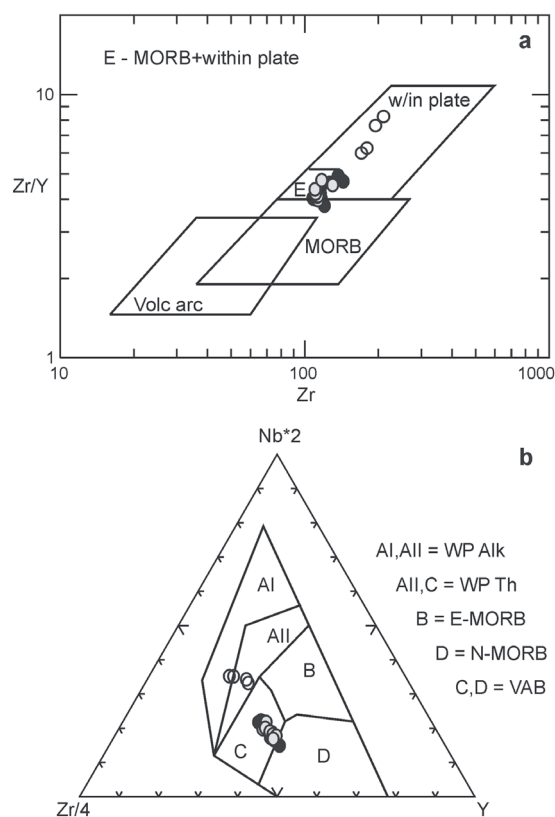 a
E - MORB+within plate
10
w/in plate
Zr/Y
E
MORB
Volc arc
1
10
100
1000
Zr
Nb*2
b
AI
AI,AII = WP Alk
AII,C = WP Th
AII
B = E-MORB
B
D = N-MORB
C,D = VAB
C
D
Zr/4
Y